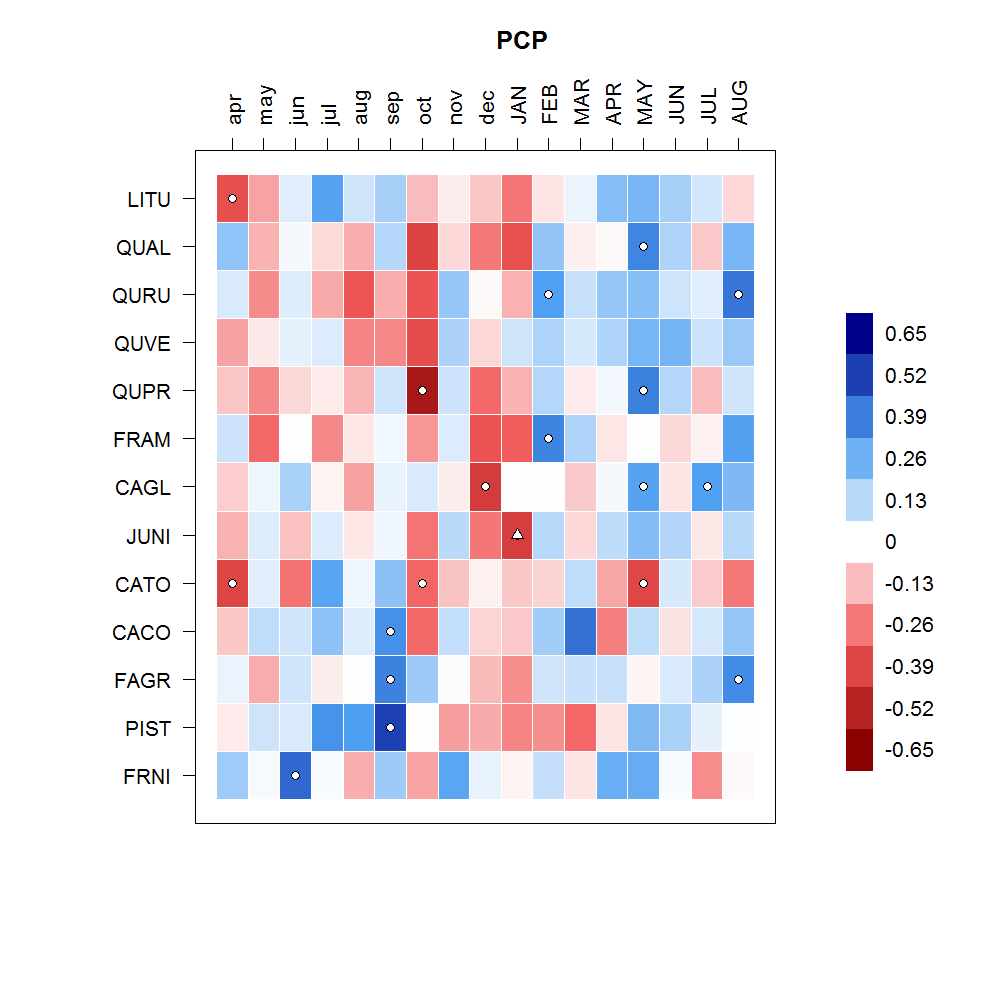 PCP
apr may jun jul aug sep oct nov dec JAN FEB MAR APR MAY JUN JUL AUG
LITU
QUAL
QURU
QUVE
QUPR
FRAM
CAGL
JUNI
CATO
CACO
FAGR
PIST
FRNI
0.65
0.52
0.39
0.26
0.13
0
-0.13
-0.26
-0.39
-0.52
-0.65